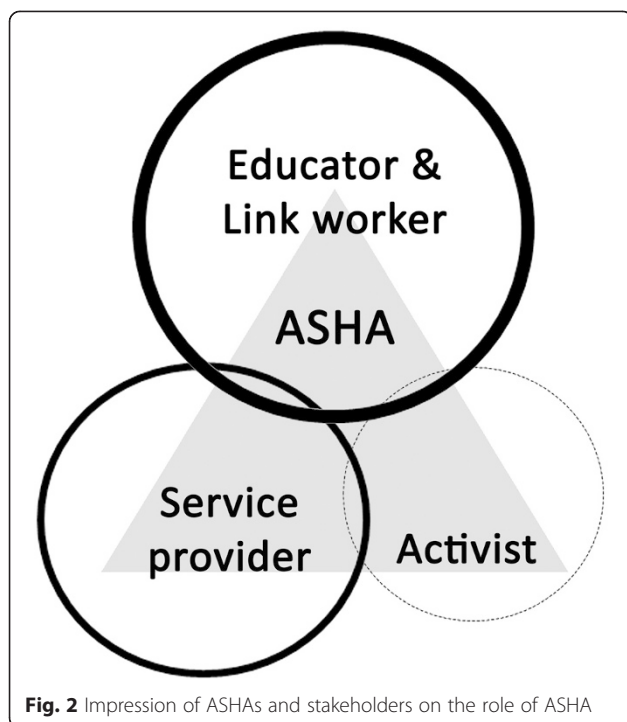 Educator &
Link worker
ASHA
Service
provider
Activist
Fig. 2 Impression of ASHAs and stakeholders on the role of ASHA